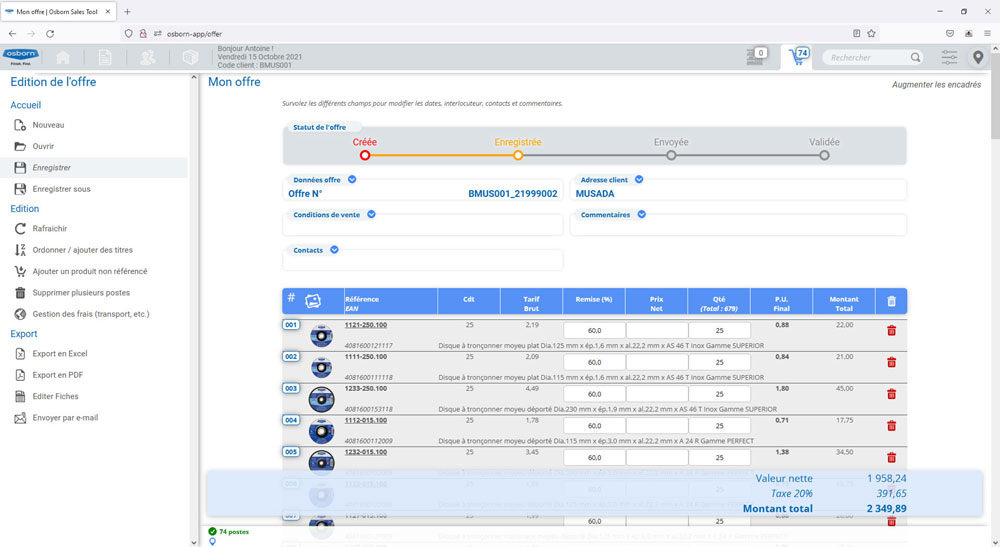 Mon offre | Osborn Sales Tool
osborn-app/offer
osborn
Bonjour Antoine !
Vendredi 15 Octobre 2021
Code client : BMUS001
0
74
Rechercher
Edition de l'offre
Accueil
Nouveau
Ouvrir
Enregistrer
Enregistrer sous
Edition
Rafraichir
Ordonner / ajouter des titres
Ajouter un produit non référencé
Supprimer plusieurs postes
Gestion des frais (transport, etc.)
Export
Export en Excel
Export en PDF
Editer Fiches
Envoyer par e-mail
Mon offre
Augmenter les encadrés
Survolez les différents champs pour modifier les dates, interlocuteur, contacts et commentaires.
Statut de l'offre
Créée Enregistrée Envoyée Validée
Données offre
Offre N° BMUS001_21999002
Adresse client
MUSADA
Conditions de vente
Commentaires
Contacts
# Référence EAN Cdt Tarif Brut Remise (%) Prix Net Qté (Total : 679) P.U. Final Montant Total
001 1121-250.100 25 2,19 60,0 25 0,88 22,00
4081600121117 Disque à tronçonner moyeu plat Dia.125 mm x ép.1,6 mm x al.22,2 mm x AS 46 T Inox Gamme SUPERIOR
002 1111-250.100 25 2,09 60,0 25 0,84 21,00
4081600111118 Disque à tronçonner moyeu plat Dia.115 mm x ép.1,6 mm x al.22,2 mm x AS 46 T Inox Gamme SUPERIOR
003 1233-250.100 25 4,49 60,0 25 1,80 45,00
4081600153118 Disque à tronçonner moyeu déporté Dia.230 mm x ép.1,9 mm x al.22,2 mm x AS 46 T Inox Gamme SUPERIOR
004 1112-015.100 25 1,78 60,0 25 0,71 17,75
4081600112009 Disque à tronçonner moyeu déporté Dia.115 mm x ép.3,0 mm x al.22,2 mm x A 24 R Gamme PERFECT
005 1232-015.100 25 3,45 60,0 25 1,38 34,50
Valeur nette 1 958,24
Taxe 20% 391,65
Montant total 2 349,89
60,0 25
74 postes